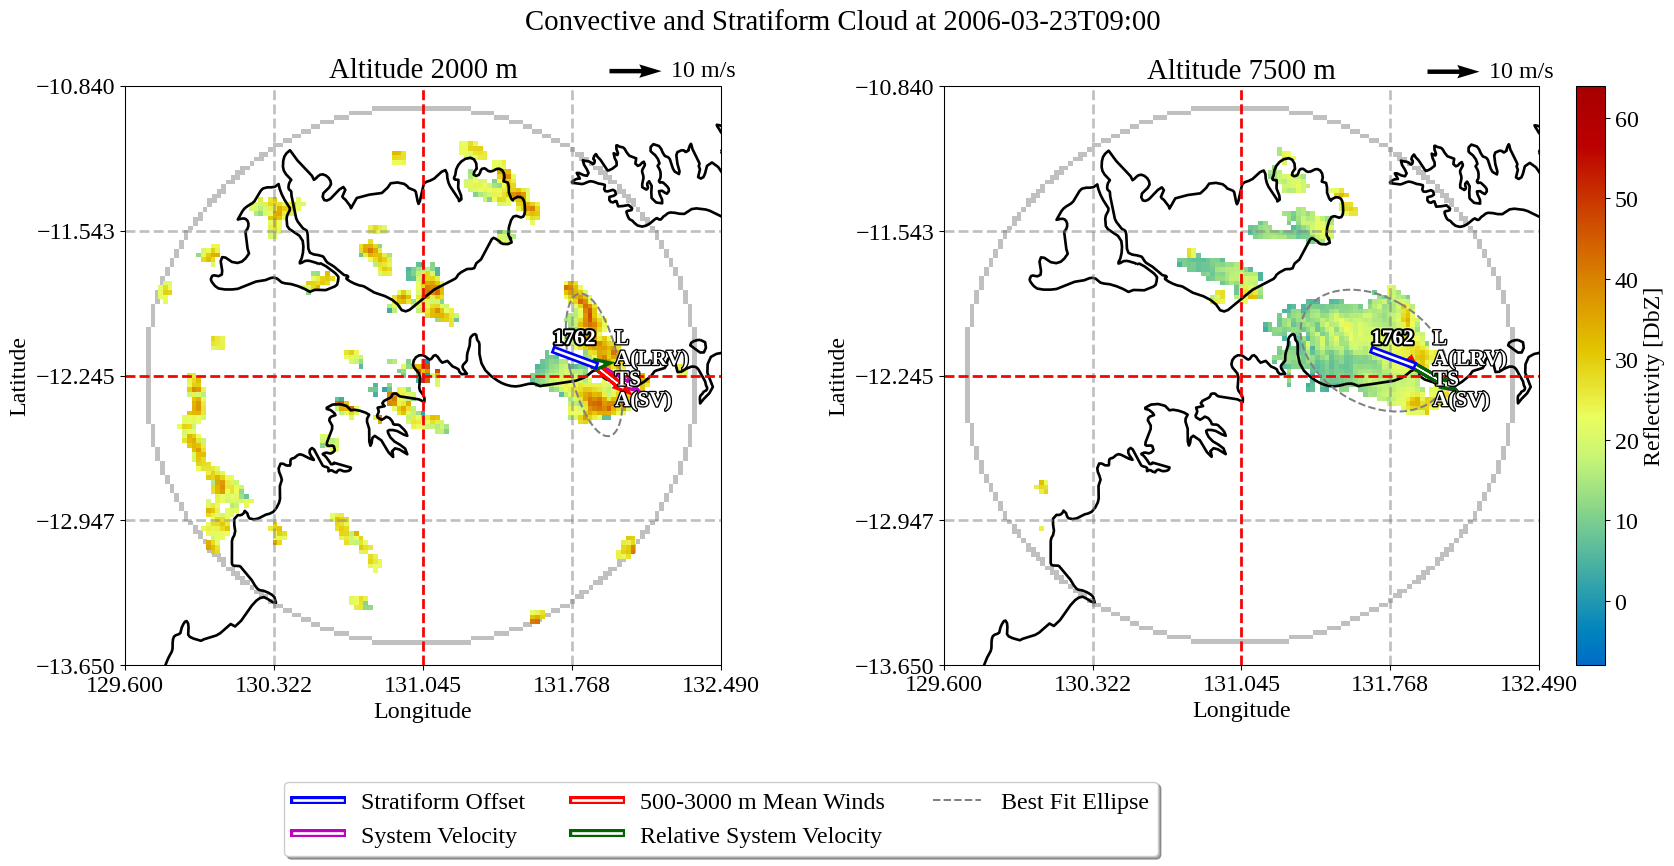 Convective and Stratiform Cloud at 2006-03-23T09:00
Altitude 2000 m
10 m/s
Altitude 7500 m
10 m/s
−10.840
−11.543
−12.245
−12.947
−13.650
Latitude
129.600
130.322
131.045
131.768
132.490
Longitude
1762
L
A(LRV)
TS
A(SV)
−10.840
−11.543
−12.245
−12.947
−13.650
Latitude
129.600
130.322
131.045
131.768
132.490
Longitude
1762
L
A(LRV)
TS
A(SV)
60
50
40
30
20
10
0
Reflectivity [DbZ]
Stratiform Offset
500-3000 m Mean Winds
Best Fit Ellipse
System Velocity
Relative System Velocity